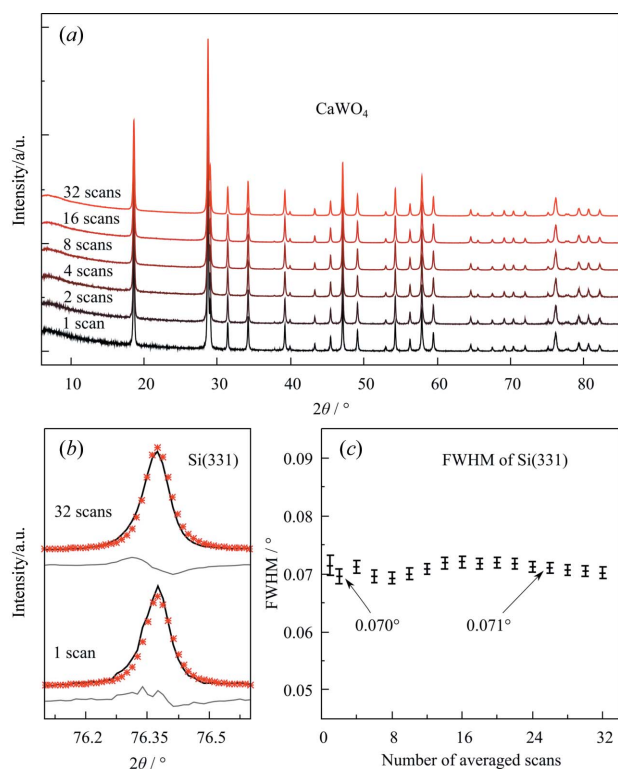 (a)
CaWO₄
32 scans
16 scans
8 scans
4 scans
2 scans
1 scan
Intensity/a/u.
10 20 30 40 50 60 70 80
2θ / °
(b) Si(331)
32 scans
1 scan
Intensity/a.u.
76.2 76.35 76.5
2θ / °
(c) FWHM of Si(331)
0.09
0.08
0.07
0.06
0.05
FWHM / °
0.070°
0.071°
0 8 16 24 32
Number of averaged scans